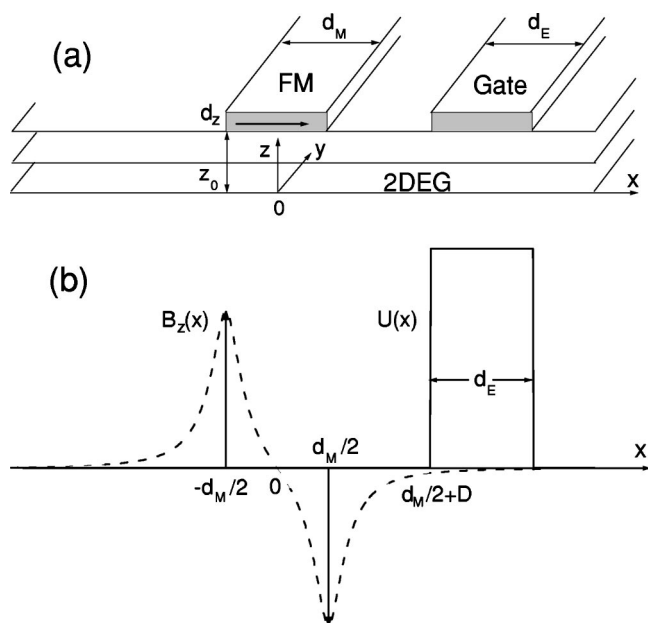 (a)
d_M
d_E
FM
Gate
d_z
z_0
z
y
2DEG
x
0
(b)
B_z(x)
U(x)
d_E
d_M/2
x
-d_M/2
0
d_M/2+D